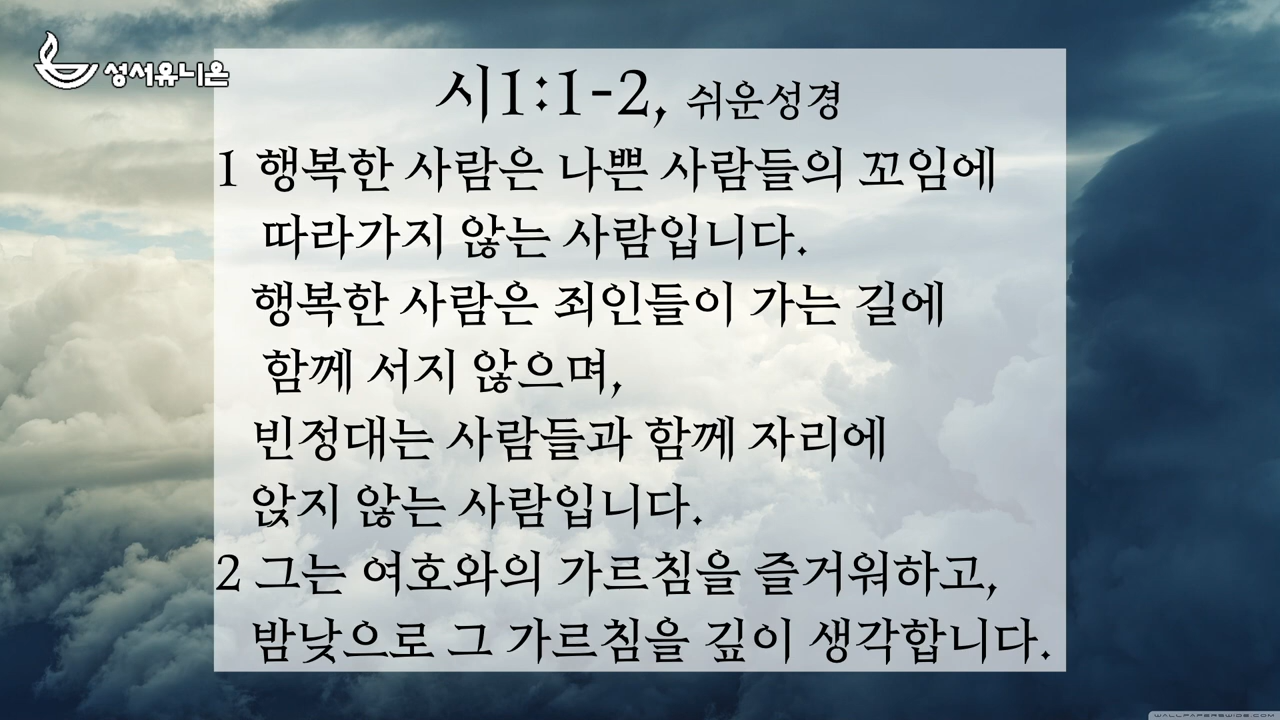 성서유니온
시1:1-2, 쉬운성경
1 행복한 사람은 나쁜 사람들의 꼬임에
따라가지 않는 사람입니다.
행복한 사람은 죄인들이 가는 길에
함께 서지 않으며,
빈정대는 사람들과 함께 자리에
앉지 않는 사람입니다.
2 그는 여호와의 가르침을 즐거워하고,
밤낮으로 그 가르침을 깊이 생각합니다.
WALLPAPERSWIDE.COM